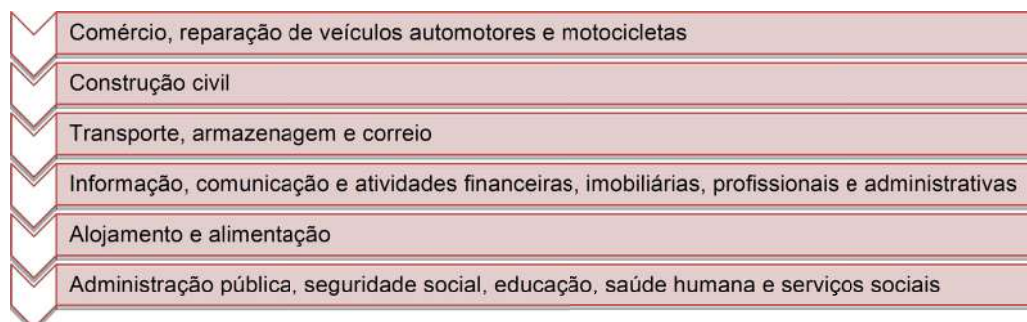 Comércio, reparação de veículos automotores e motocicletas
Construção civil
Transporte, armazenagem e correio
Informação, comunicação e atividades financeiras, imobiliárias, profissionais e administrativas
Alojamento e alimentação
Administração pública, seguridade social, educação, saúde humana e serviços sociais